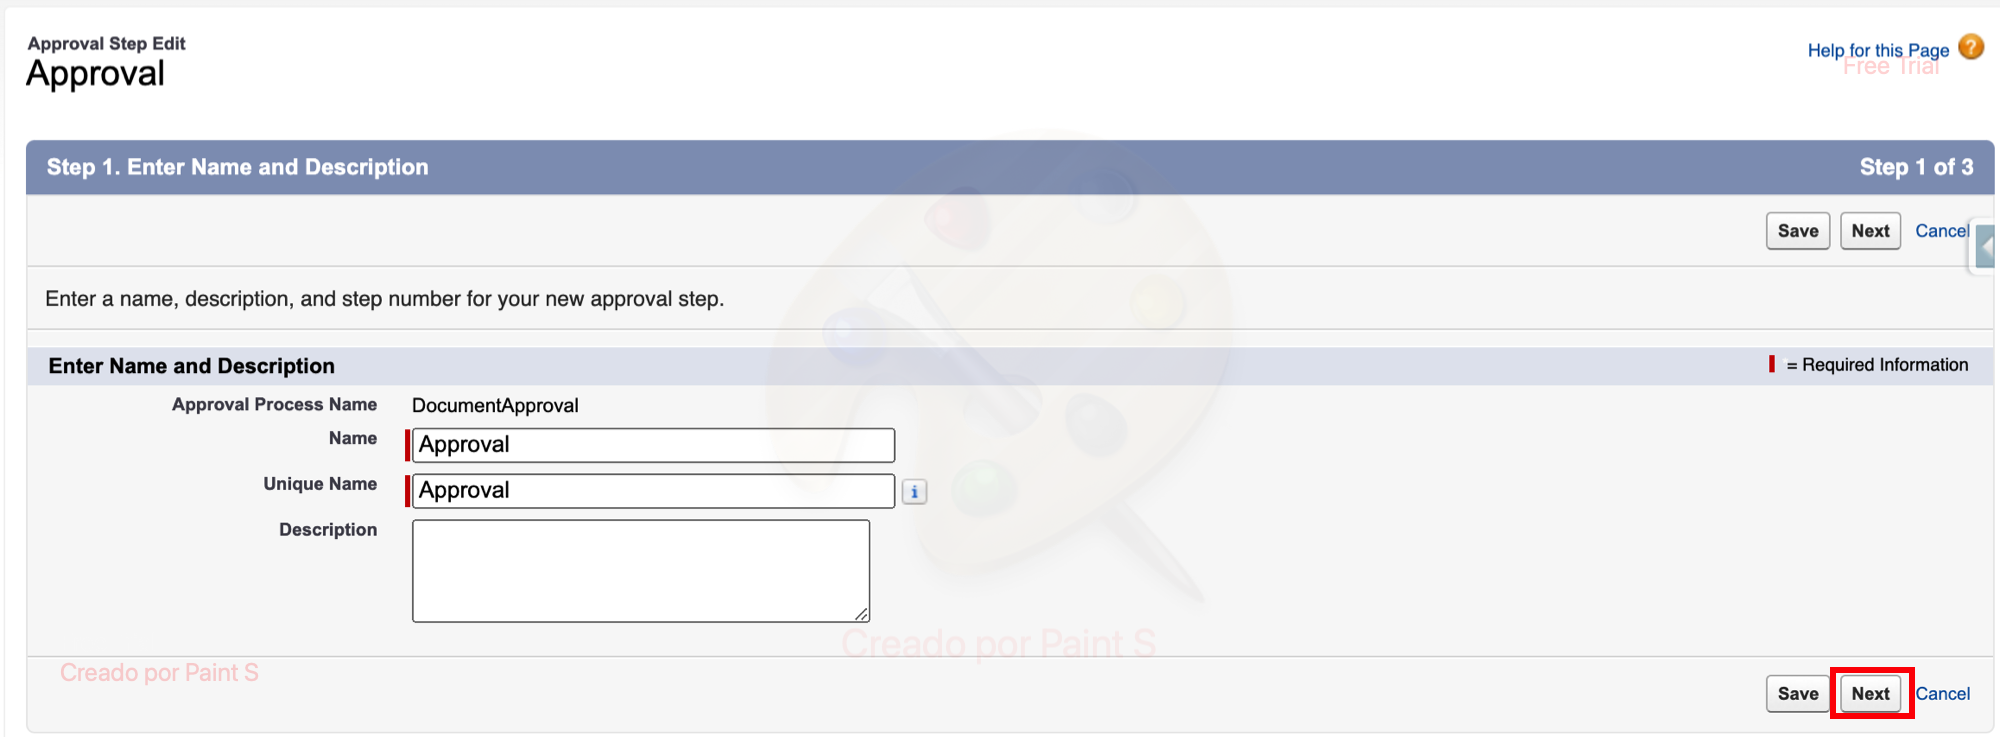 Approval Step Edit
Approval
Help for this Page ?
Free Trial
Step 1. Enter Name and Description
Step 1 of 3
Save Next Cancel
Enter a name, description, and step number for your new approval step.
Enter Name and Description
= Required Information
Approval Process Name DocumentApproval
Name Approval
Unique Name Approval i
Description
Creado por Paint S
Creado por Paint S
Save Next Cancel